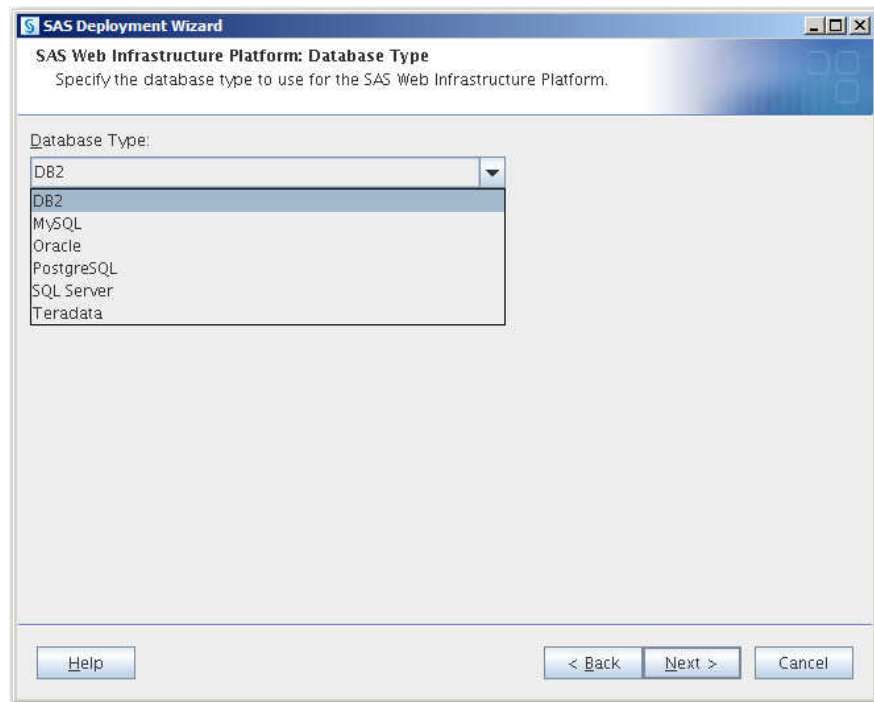 SAS Deployment Wizard
SAS Web Infrastructure Platform: Database Type
Specify the database type to use for the SAS Web Infrastructure Platform.
Database Type:
DB2
DB2
MySQL
Oracle
PostgreSQL
SQL Server
Teradata
Help
< Back
Next >
Cancel